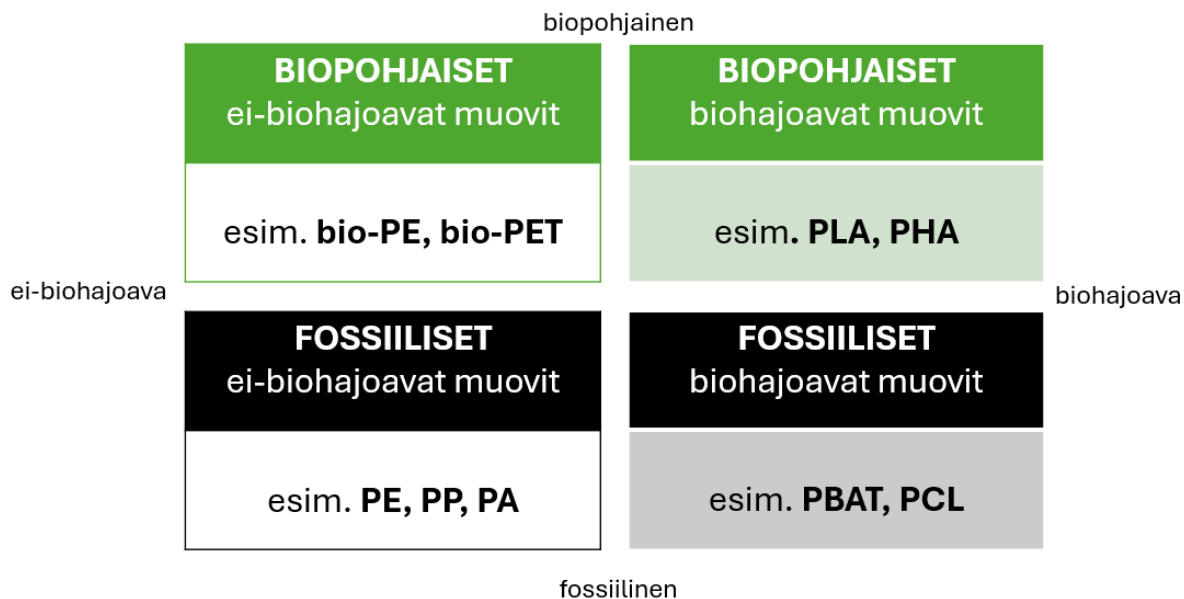 biopohjainen
BIOPOHJAISET
ei-biohajoavat muovit
esim. bio-PE, bio-PET
BIOPOHJAISET
biohajoavat muovit
esim. PLA, PHA
ei-biohajoava
biohajoava
FOSSIILISET
ei-biohajoavat muovit
esim. PE, PP, PA
FOSSIILISET
biohajoavat muovit
esim. PBAT, PCL
fossiilinen